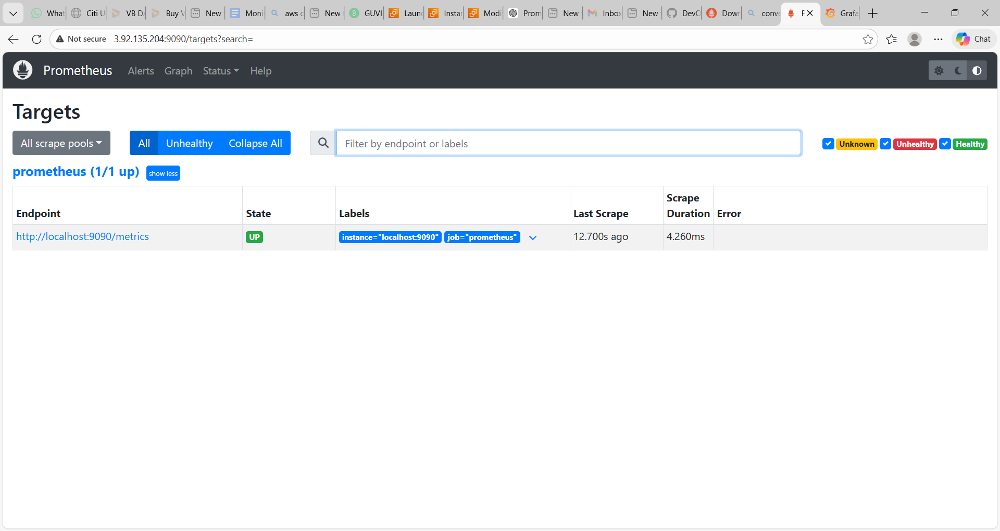 What
Citi U
VB D
Buy V
New
Moni
aws c
New
GUVI
Laun
Instan
Modi
Prom
New
Inbox
New
DevO
Down
conve
Grafa
Not secure 3.92.135.204:9090/targets?search=
Chat
Prometheus Alerts Graph Status Help
Targets
All scrape pools All Unhealthy Collapse All Filter by endpoint or labels Unknown Unhealthy Healthy
prometheus (1/1 up) show less
Endpoint State Labels Last Scrape Scrape Duration Error
http://localhost:9090/metrics UP instance="localhost:9090" job="prometheus" 12.700s ago 4.260ms